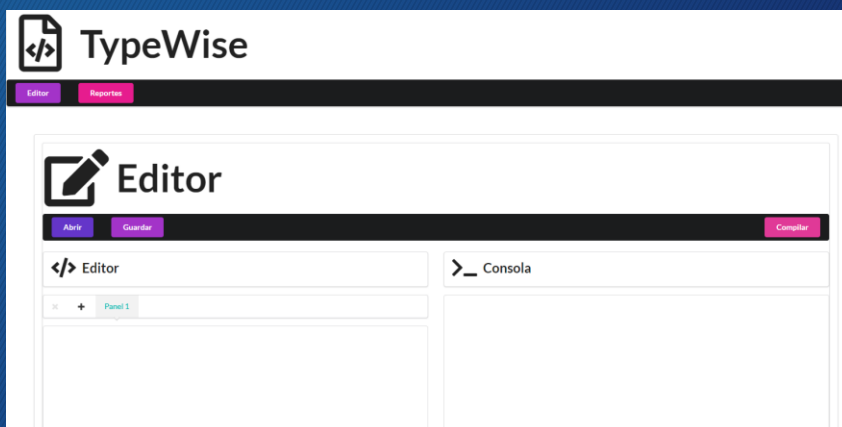 TypeWise
Editor Reportes
Editor
Abrir Guardar Compilar
</> Editor
>_ Consola
× + Panel 1